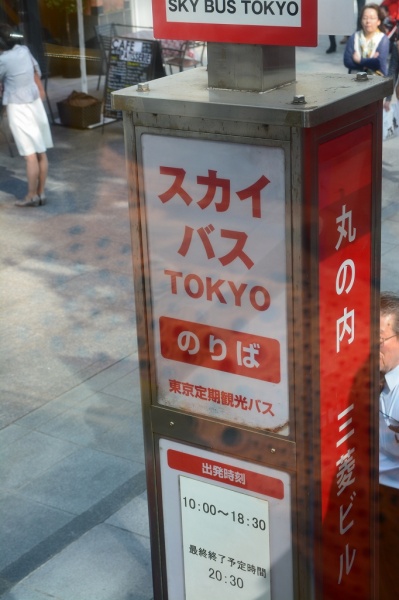 SKY BUS TOKYO
スカイ
バス
TOKYO
のりば
東京定期観光バス
出発時刻
10:00～18:30
最終終了予定時間
20:30
丸の内 三菱ビル
CAFE